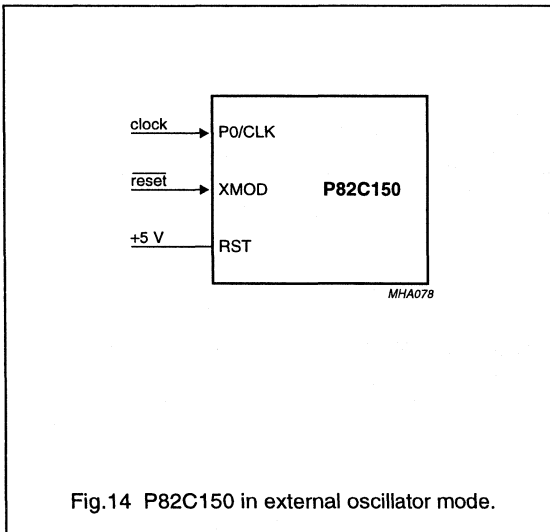 clock P0/CLK
reset XMOD P82C150
+5 V RST
MHA078
Fig.14 P82C150 in external oscillator mode.